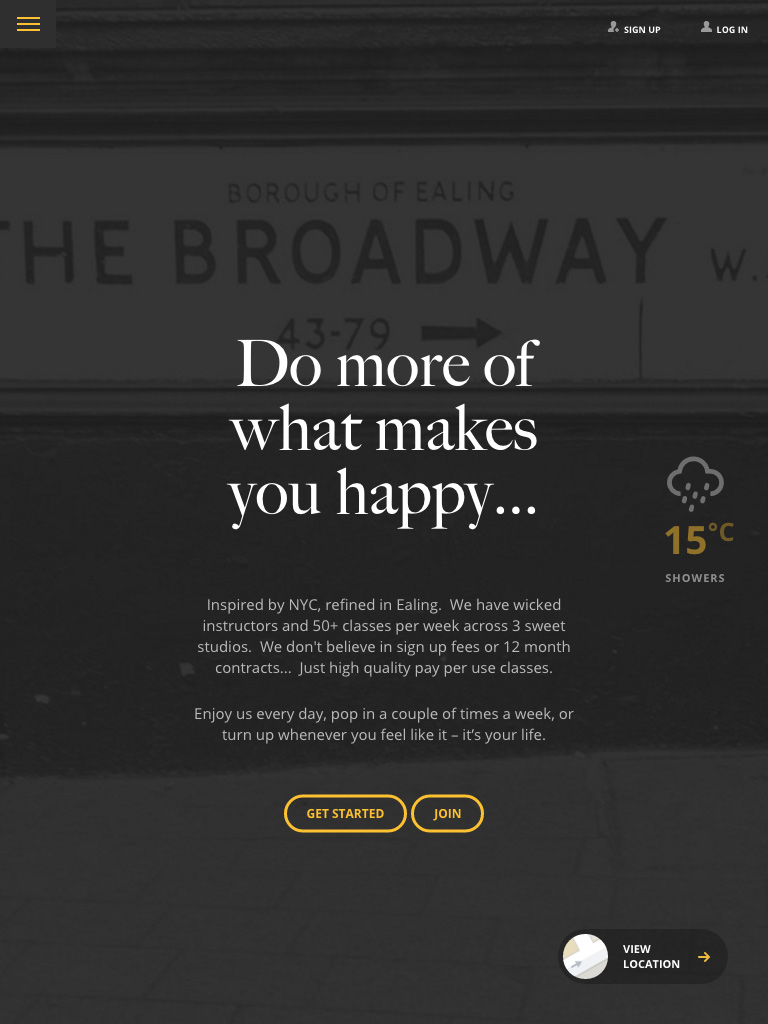 SIGN UP
LOG IN
BOROUGH OF EALING
THE BROADWAY W.
43-79
Do more of
what makes
you happy...
15°C
SHOWERS
Inspired by NYC, refined in Ealing.  We have wicked
instructors and 50+ classes per week across 3 sweet
studios.  We don't believe in sign up fees or 12 month
contracts...  Just high quality pay per use classes.
Enjoy us every day, pop in a couple of times a week, or
turn up whenever you feel like it – it’s your life.
GET STARTED
JOIN
VIEW
LOCATION